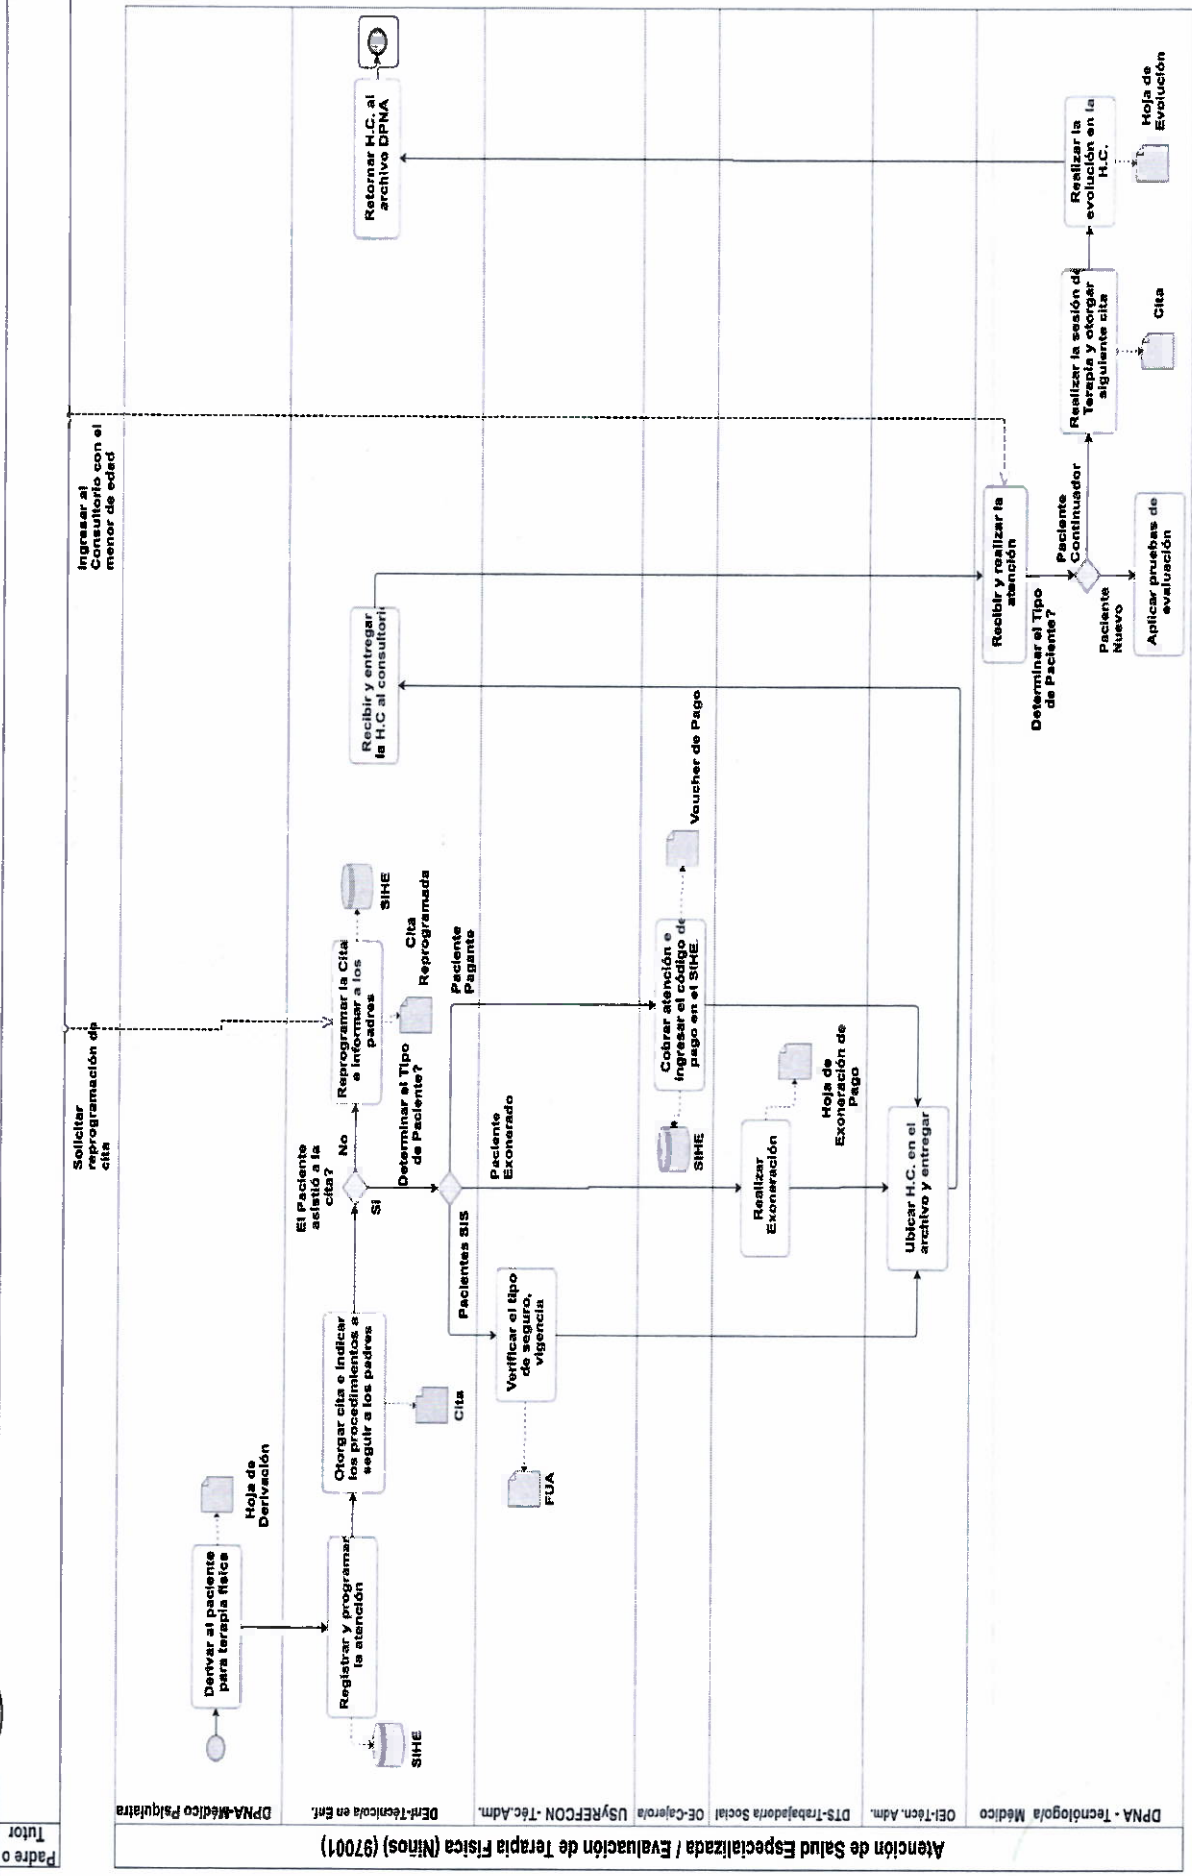 Padre o
Tutor
Solicitar
reprogramación de
cita
Ingresar al
Consultorio con el
menor de edad
Atención de Salud Especializada / Evaluación de Terapia Física (Niños) (97001)
DPNA-Médico Psiquiatra
Derivar al paciente
para terapia física
Hoja de
Derivación
DEnf-Técnico/a en Enf.
SIHE
Registrar y programar
la atención
Otorgar cita e indicar
los procedimientos a
seguir a los padres
Cita
El Paciente
asistió a la
cita?
No
Si
Reprogramar la Cita
e informar a los
padres
SIHE
Cita
Reprogramada
Determinar el Tipo
de Paciente?
Recibir y entregar
la H.C al consultorio
Retornar H.C. al
archivo DPNA
USyREFCON - Téc.Adm.
Pacientes SIS
Paciente
Exonerado
Paciente
Pagante
Verificar el tipo
de seguro,
vigencia
FUA
OE-Cajero/a
SIHE
Cobrar atención e
ingresar el código de
pago en el SIHE.
Voucher de Pago
DTS-Trabajador/a Social
Realizar
Exoneración
Hoja de
Exoneración de
Pago
OEI-Técn. Adm.
Ubicar H.C. en el
archivo y entregar
DPNA - Tecnólogo/a Médico
Recibir y realizar la
atención
Determinar el Tipo
de Paciente?
Paciente
Continuador
Paciente
Nuevo
Aplicar pruebas de
evaluación
Realizar la sesión de
Terapia y otorgar
siguiente cita
Cita
Realizar la
evolución en la
H.C.
Hoja de
Evolución